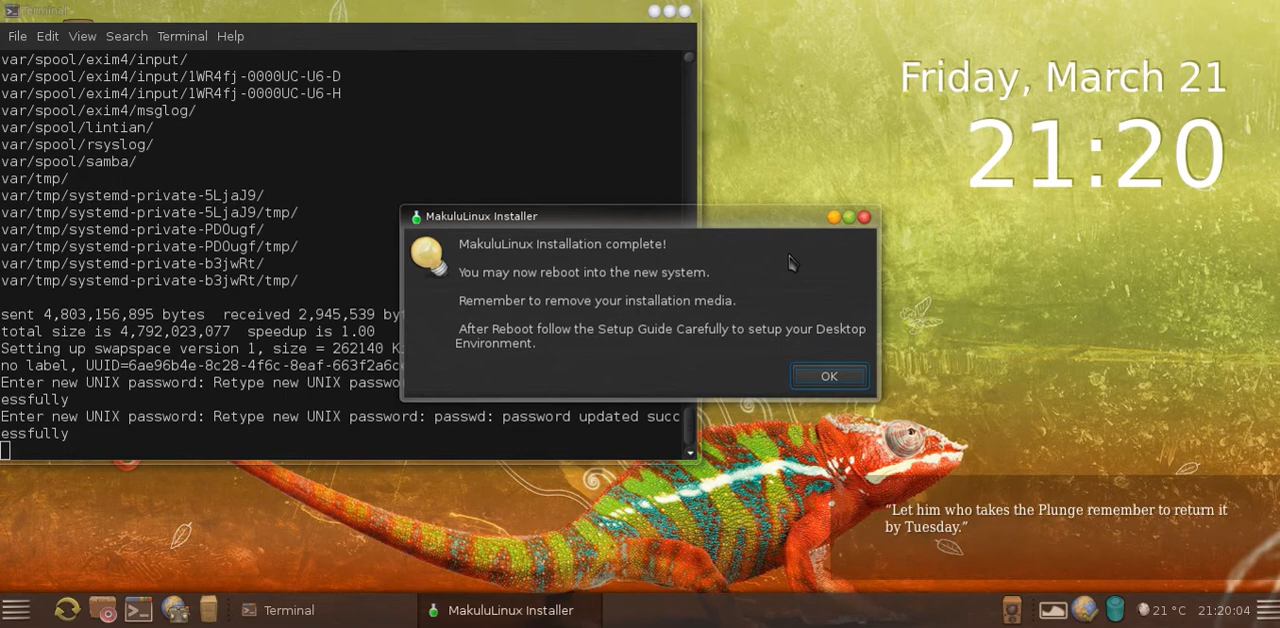 Terminal
File Edit View Search Terminal Help
var/spool/exim4/input/
var/spool/exim4/input/1WR4fj-0000UC-U6-D
var/spool/exim4/input/1WR4fj-0000UC-U6-H
var/spool/exim4/msglog/
var/spool/lintian/
var/spool/rsyslog/
var/spool/samba/
var/tmp/
var/tmp/systemd-private-5LjaJ9/
var/tmp/systemd-private-5LjaJ9/tmp/
var/tmp/systemd-private-PDOugf/
var/tmp/systemd-private-PDOugf/tmp/
var/tmp/systemd-private-b3jwRt/
var/tmp/systemd-private-b3jwRt/tmp/
sent 4,803,156,895 bytes  received 2,945,539 by
total size is 4,792,023,077  speedup is 1.00
Setting up swapspace version 1, size = 262140 K
no label, UUID=6ae96b4e-8c28-4f6c-8eaf-663f2a6c
Enter new UNIX password: Retype new UNIX passwo
essfully
Enter new UNIX password: Retype new UNIX password: passwd: password updated succ
essfully
MakuluLinux Installer
MakuluLinux Installation complete!
You may now reboot into the new system.
Remember to remove your installation media.
After Reboot follow the Setup Guide Carefully to setup your Desktop
Environment.
OK
Friday, March 21
21:20
“Let him who takes the Plunge remember to return it
by Tuesday.”
Terminal
MakuluLinux Installer
21 °C
21:20:04